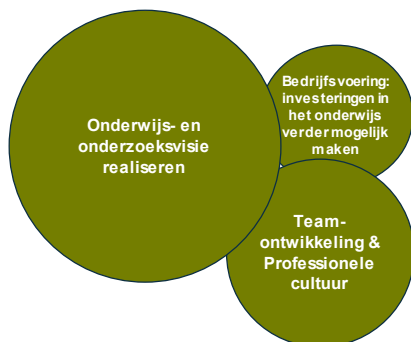 Onderwijs- en
onderzoeksvisie
realiseren
Bedrijfsvoering:
investeringen in
het onderwijs
verder mogelijk
maken
Team-
ontwikkeling &
Professionele
cultuur